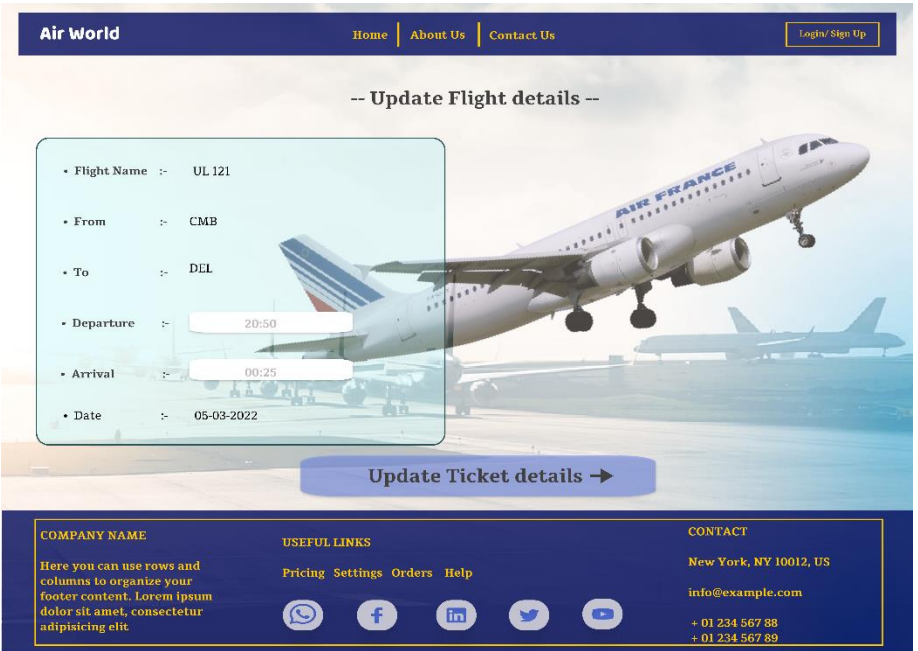 Air World
Home About Us Contact Us
Login/ Sign Up
-- Update Flight details --
• Flight Name :- UL 121
• From :- CMB
• To :- DEL
• Departure :- 20:50
• Arrival :- 00:25
• Date :- 05-03-2022
AIR FRANCE
Update Ticket details →
COMPANY NAME
Here you can use rows and
columns to organize your
footer content. Lorem ipsum
dolor sit amet, consectetur
adipisicing elit
USEFUL LINKS
Pricing Settings Orders Help
f
in
CONTACT
New York, NY 10012, US
info@example.com
+ 01 234 567 88
+ 01 234 567 89